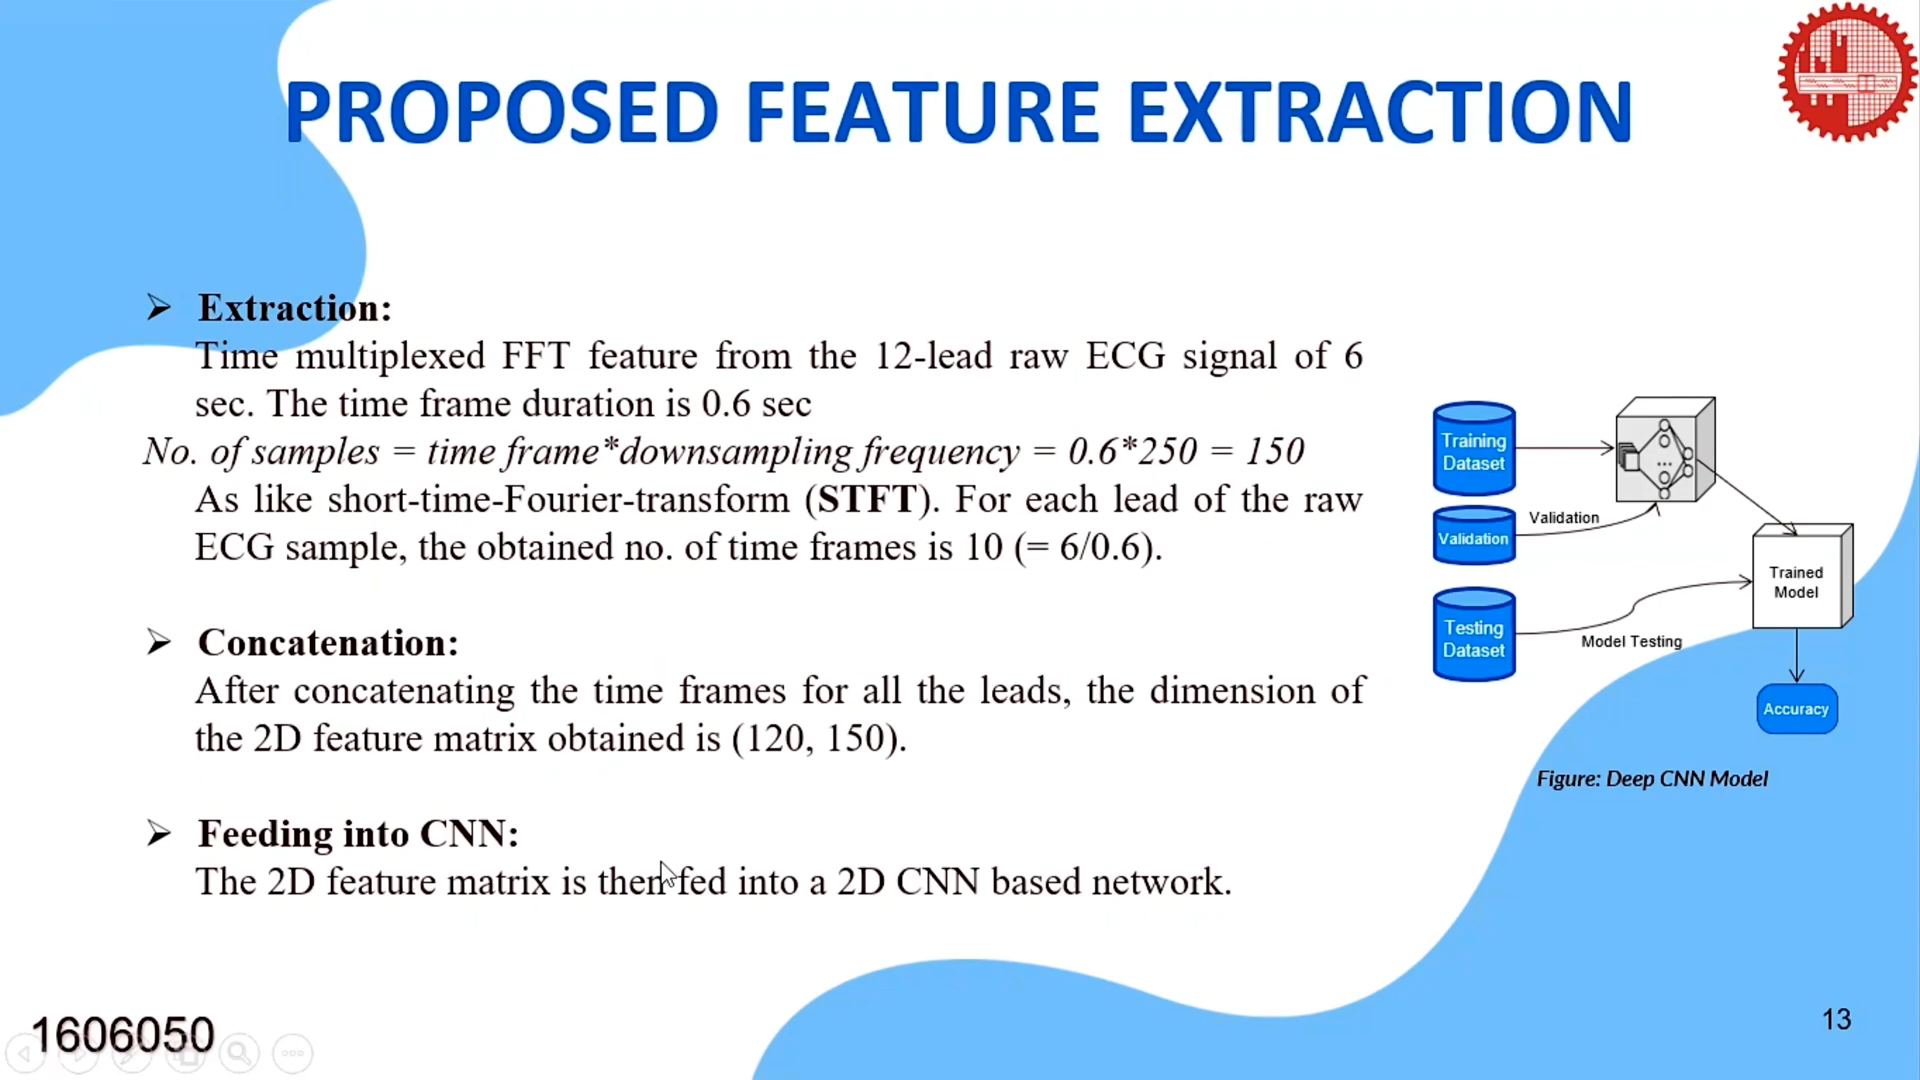 PROPOSED FEATURE EXTRACTION
➢ Extraction:
Time multiplexed FFT feature from the 12-lead raw ECG signal of 6
sec. The time frame duration is 0.6 sec
No. of samples = time frame*downsampling frequency = 0.6*250 = 150
As like short-time-Fourier-transform (STFT). For each lead of the raw
ECG sample, the obtained no. of time frames is 10 (= 6/0.6).
➢ Concatenation:
After concatenating the time frames for all the leads, the dimension of
the 2D feature matrix obtained is (120, 150).
➢ Feeding into CNN:
The 2D feature matrix is then fed into a 2D CNN based network.
Training
Dataset
Validation
Validation
Testing
Dataset
Model Testing
Trained
Model
Accuracy
Figure: Deep CNN Model
1606050
13